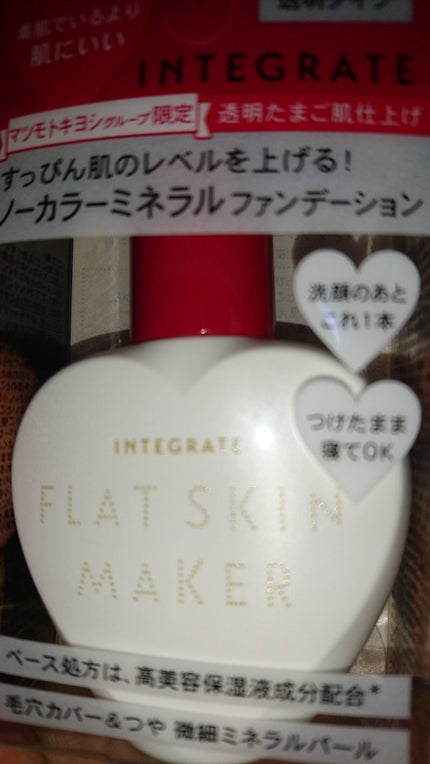 透明タイプ
素肌でいるより
肌にいい
INTEGRATE
マツモトキヨシグループ限定
透明たまご肌仕上げ
すっぴん肌のレベルを上げる!
ノーカラーミネラル ファンデーション
洗顔のあと
これ1本
つけたまま
寝てOK
INTEGRATE
FLAT SKIN
MAKER
ベース処方は、高美容保湿液成分配合*
毛穴カバー&つや 微細ミネラルパール